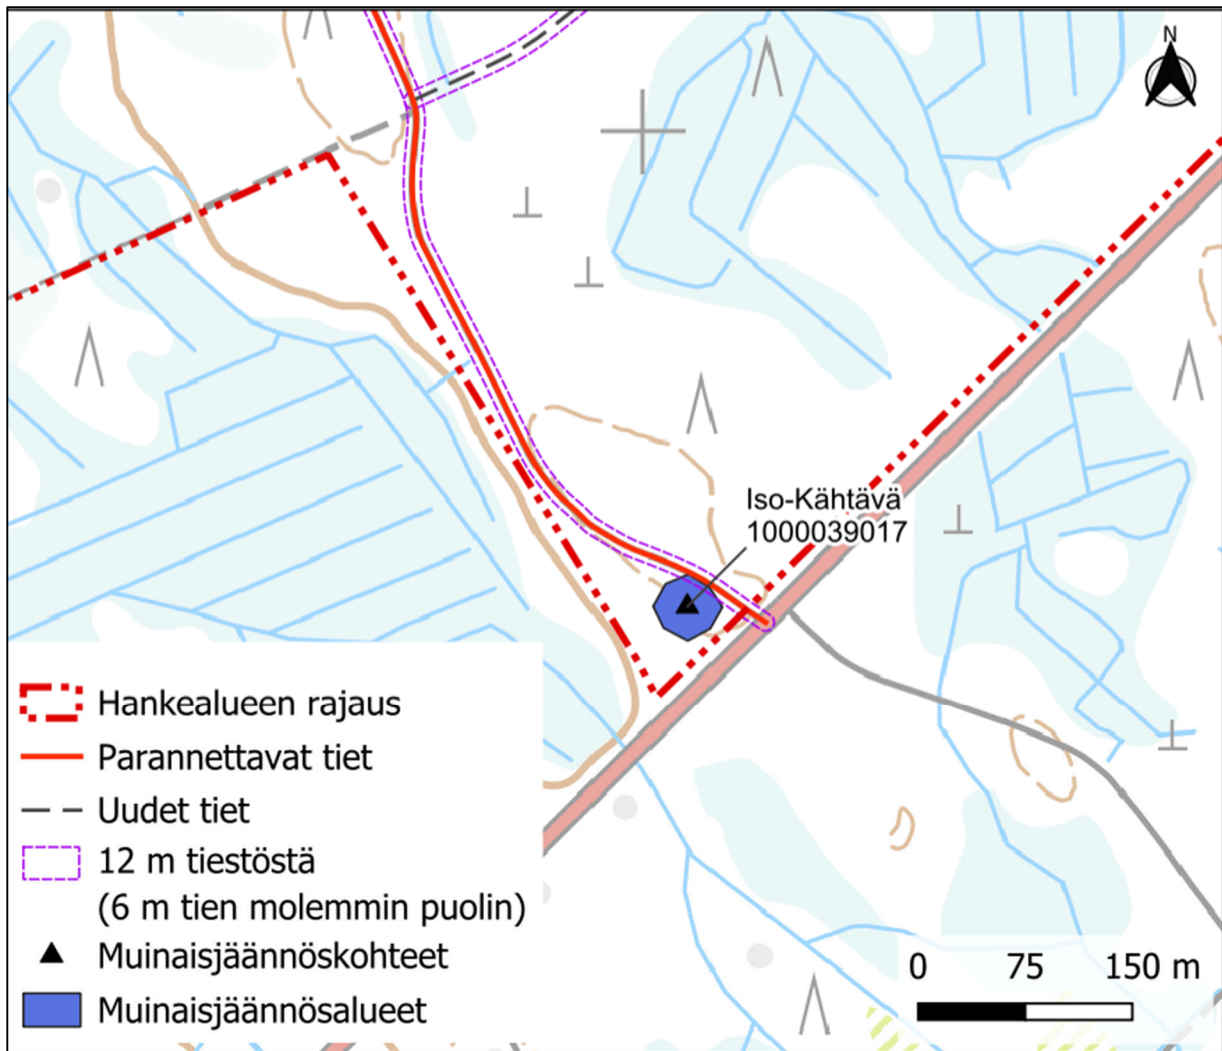 N
Iso-Kähtävä
1000039017
Hankealueen rajaus
Parannettavat tiet
Uudet tiet
12 m tiestöstä
(6 m tien molemmin puolin)
Muinaisjäännöskohteet
Muinaisjäännösalueet
0 75 150 m